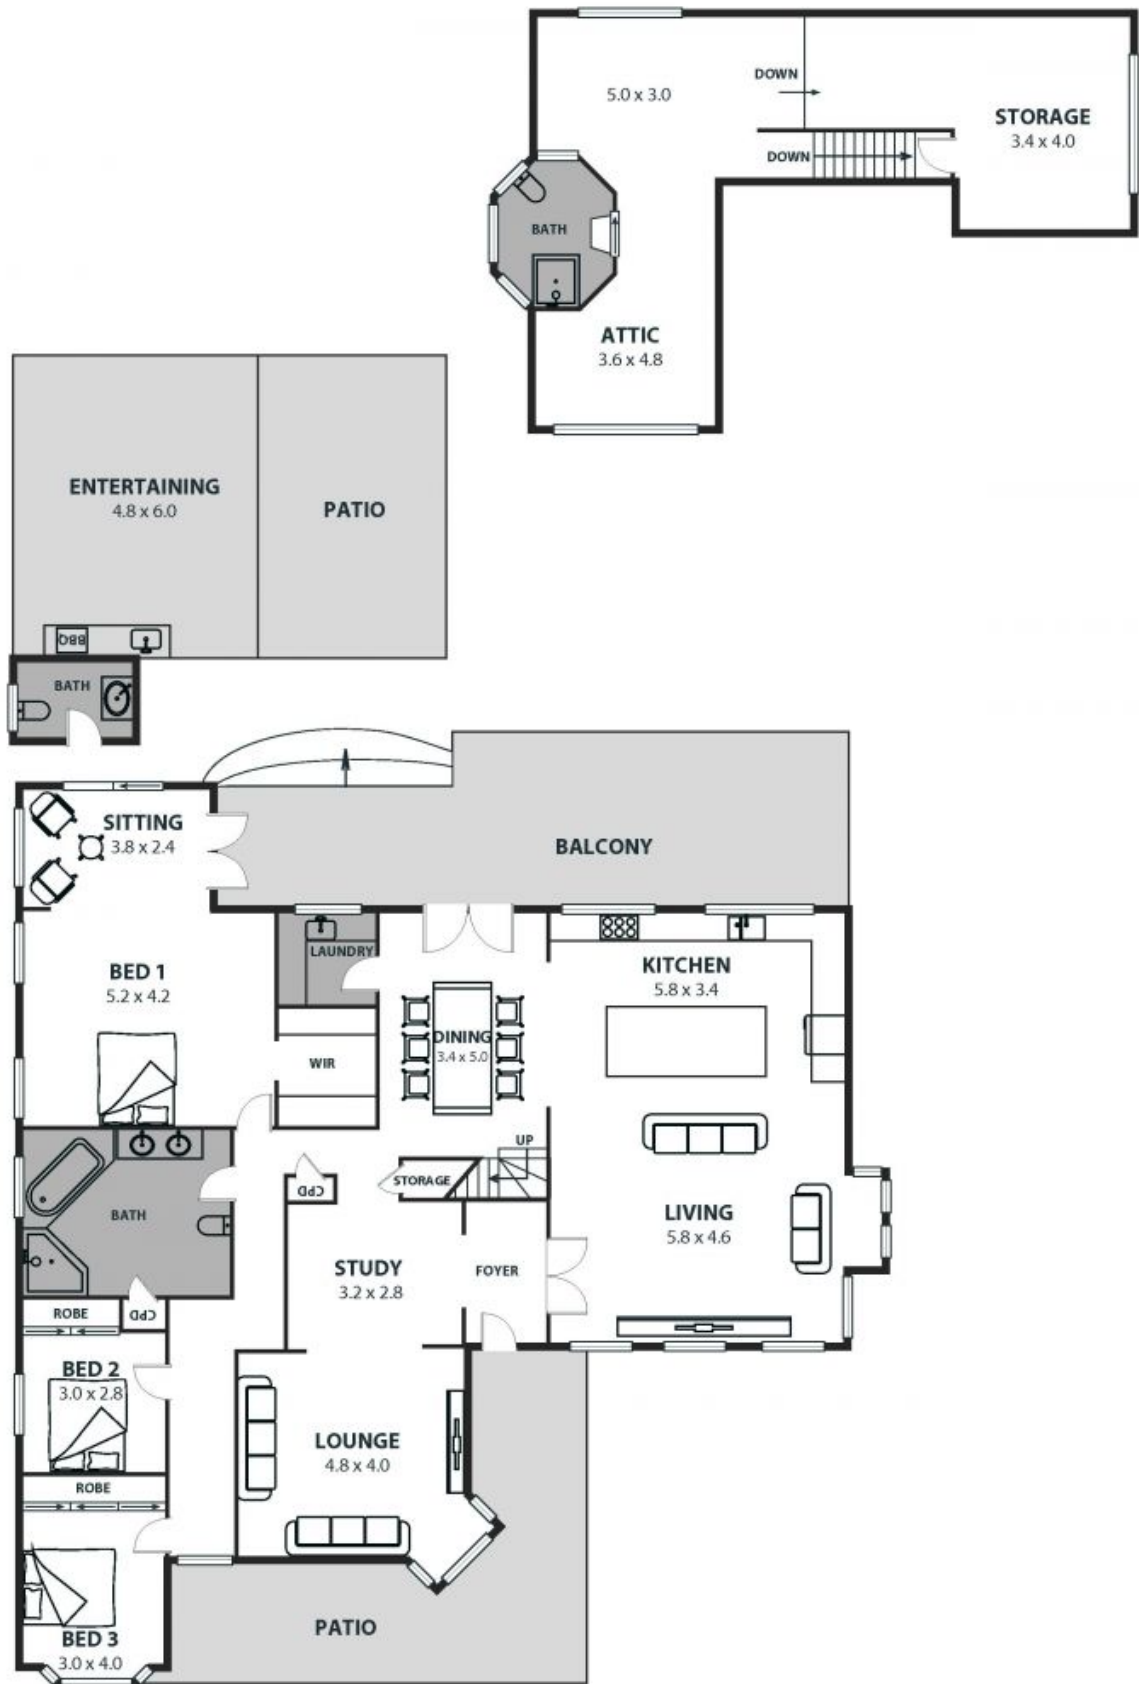 DOWN
5.0 x 3.0
STORAGE
3.4 x 4.0
DOWN
BATH
ATTIC
3.6 x 4.8
ENTERTAINING
4.8 x 6.0
PATIO
BBQ
BATH
SITTING
3.8 x 2.4
BALCONY
LAUNDRY
BED 1
5.2 x 4.2
KITCHEN
5.8 x 3.4
DINING
3.4 x 5.0
WIR
UP
STORAGE
CPD
BATH
LIVING
5.8 x 4.6
STUDY
3.2 x 2.8
FOYER
ROBE
CPD
BED 2
3.0 x 2.8
LOUNGE
4.8 x 4.0
ROBE
BED 3
3.0 x 4.0
PATIO